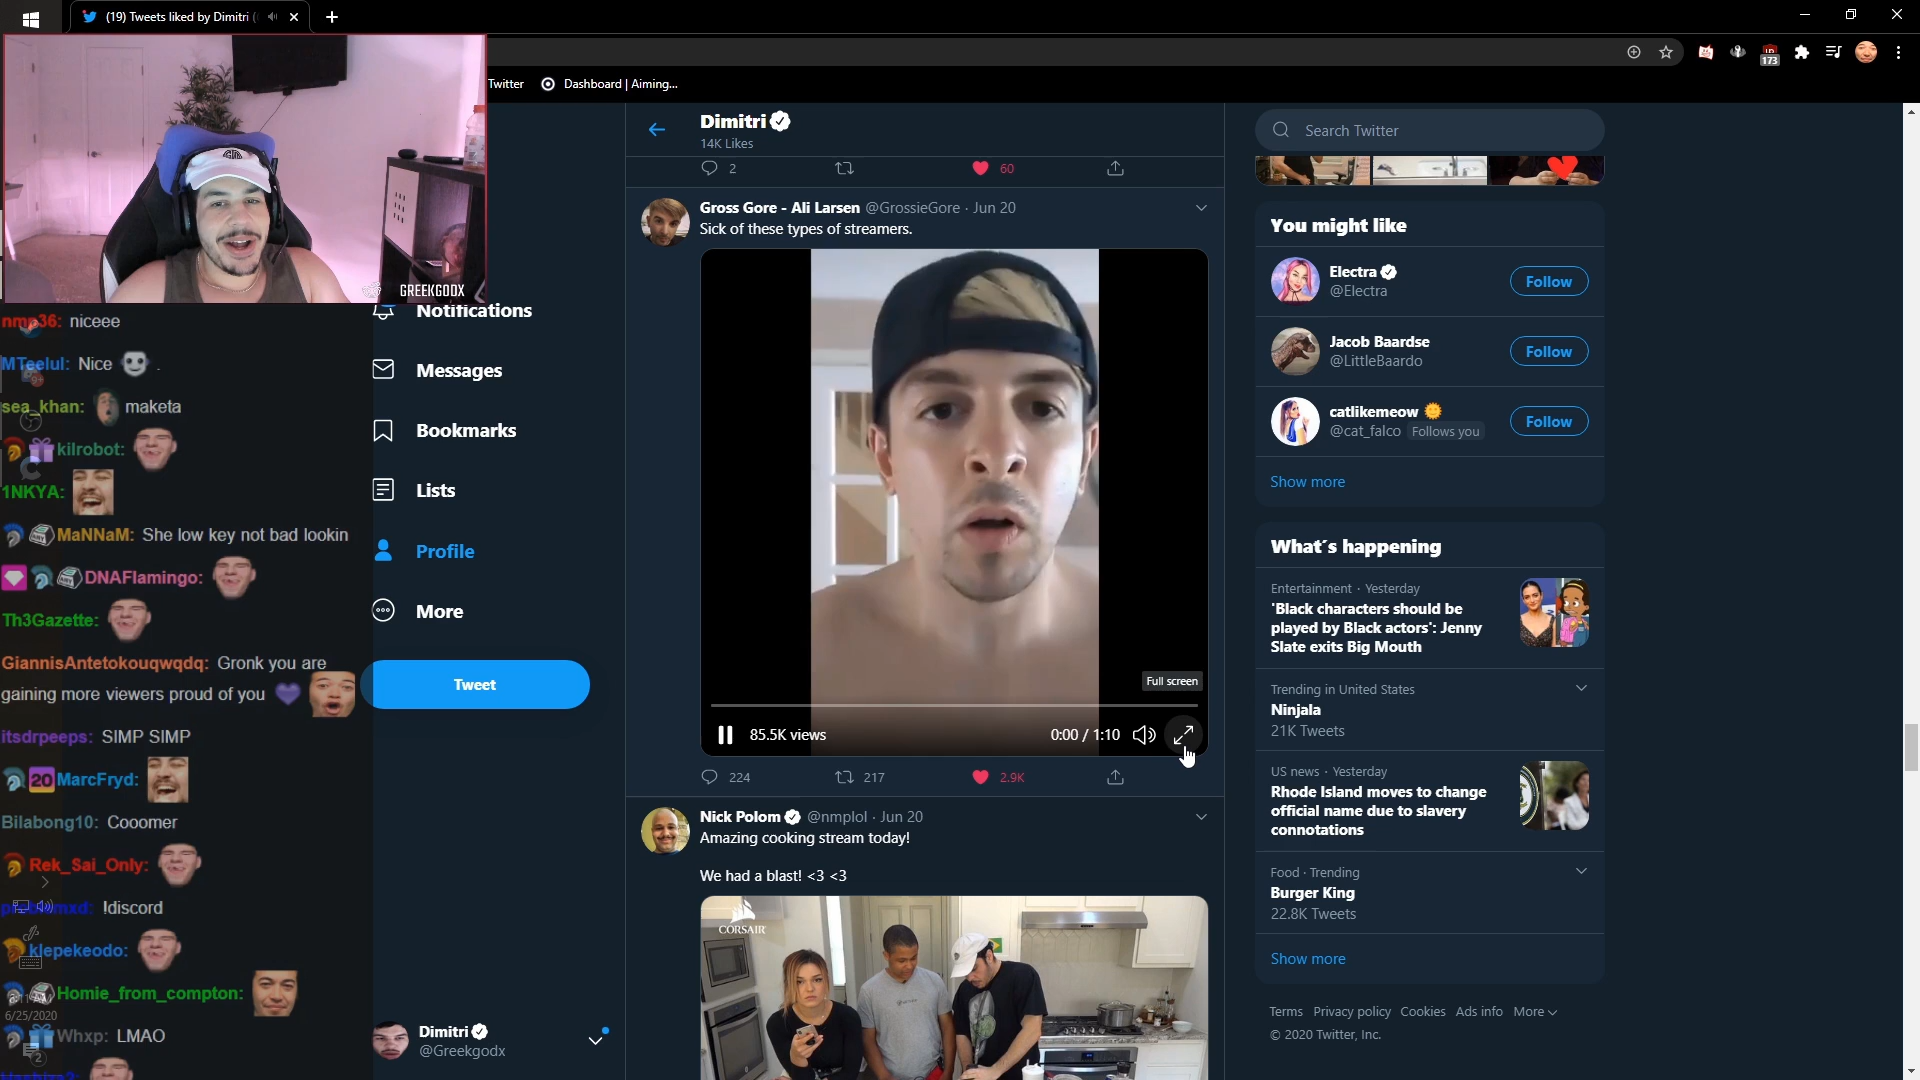 (19) Tweets liked by Dimitri (
173
Twitter
Dashboard | Aiming...
GREEKGODX
nmp36: niceee
MTeelul: Nice .
sea_khan: maketa
kilrobot:
1NKYA:
MaNNaM: She low key not bad lookin
DNAFlamingo:
Th3Gazette:
GiannisAntetokouqwqdq: Gronk you are
gaining more viewers proud of you
itsdrpeeps: SIMP SIMP
20 MarcFryd:
Bilabong10: Cooomer
Rek_Sai_Only:
!discord
klepekeodo:
Homie_from_compton:
6/25/2020
Whxp: LMAO
2
Notifications
Messages
Bookmarks
Lists
Profile
More
Tweet
Dimitri
@Greekgodx
Dimitri
14K Likes
2
60
Gross Gore - Ali Larsen @GrossieGore · Jun 20
Sick of these types of streamers.
Full screen
85.5K views
0:00 / 1:10
224
217
2.9K
Nick Polom @nmplol · Jun 20
Amazing cooking stream today!
We had a blast! <3 <3
CORSAIR
Search Twitter
You might like
Electra
@Electra
Follow
Jacob Baardse
@LittleBaardo
Follow
catlikemeow
@cat_falco Follows you
Follow
Show more
What's happening
Entertainment · Yesterday
'Black characters should be
played by Black actors': Jenny
Slate exits Big Mouth
Trending in United States
Ninjala
21K Tweets
US news · Yesterday
Rhode Island moves to change
official name due to slavery
connotations
Food · Trending
Burger King
22.8K Tweets
Show more
Terms Privacy policy Cookies Ads info More
© 2020 Twitter, Inc.